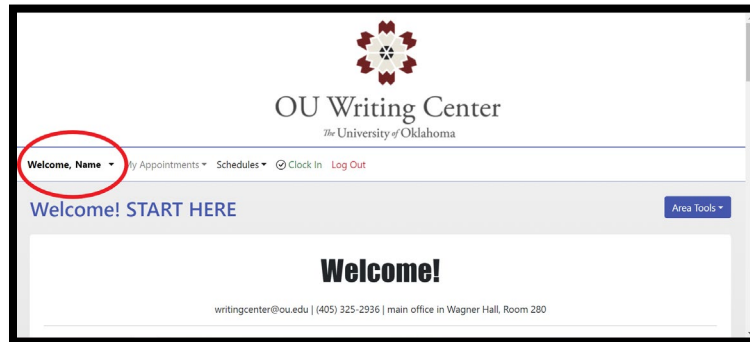 OU Writing Center
The University of Oklahoma
Welcome, Name My Appointments Schedules Clock In Log Out
Welcome! START HERE
Area Tools
Welcome!
writingcenter@ou.edu | (405) 325-2936 | main office in Wagner Hall, Room 280